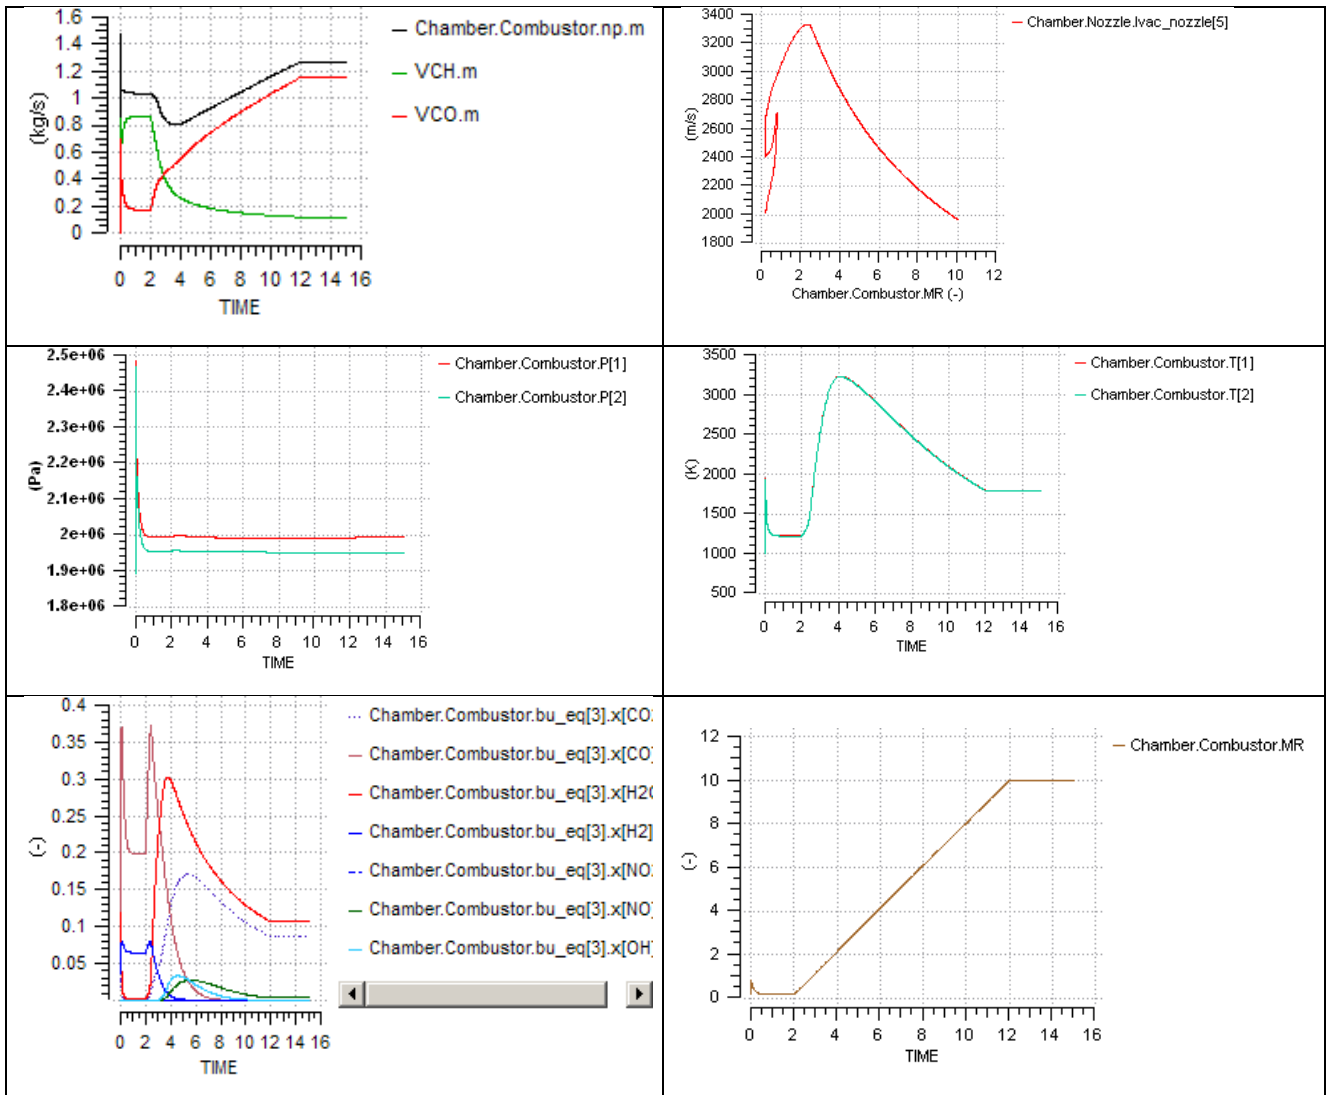 1.6
1.4
1.2
1
0.8
0.6
0.4
0.2
0
(kg/s)
0 2 4 6 8 10 12 14 16
TIME
Chamber.Combustor.np.m
VCH.m
VCO.m
3400
3200
3000
2800
2600
2400
2200
2000
1800
(m/s)
0 2 4 6 8 10 12
Chamber.Combustor.MR (-)
Chamber.Nozzle.Ivac_nozzle[5]
2.5e+06
2.4e+06
2.3e+06
2.2e+06
2.1e+06
2e+06
1.9e+06
1.8e+06
(Pa)
0 2 4 6 8 10 12 14 16
TIME
Chamber.Combustor.P[1]
Chamber.Combustor.P[2]
3500
3000
2500
2000
1500
1000
500
(K)
0 2 4 6 8 10 12 14 16
TIME
Chamber.Combustor.T[1]
Chamber.Combustor.T[2]
0.4
0.35
0.3
0.25
0.2
0.15
0.1
0.05
(-)
0 2 4 6 8 10 12 14 16
TIME
Chamber.Combustor.bu_eq[3].x[CO2
Chamber.Combustor.bu_eq[3].x[CO]
Chamber.Combustor.bu_eq[3].x[H2O
Chamber.Combustor.bu_eq[3].x[H2]
Chamber.Combustor.bu_eq[3].x[NO2
Chamber.Combustor.bu_eq[3].x[NO]
Chamber.Combustor.bu_eq[3].x[OH]
12
10
8
6
4
2
0
(-)
0 2 4 6 8 10 12 14 16
TIME
Chamber.Combustor.MR